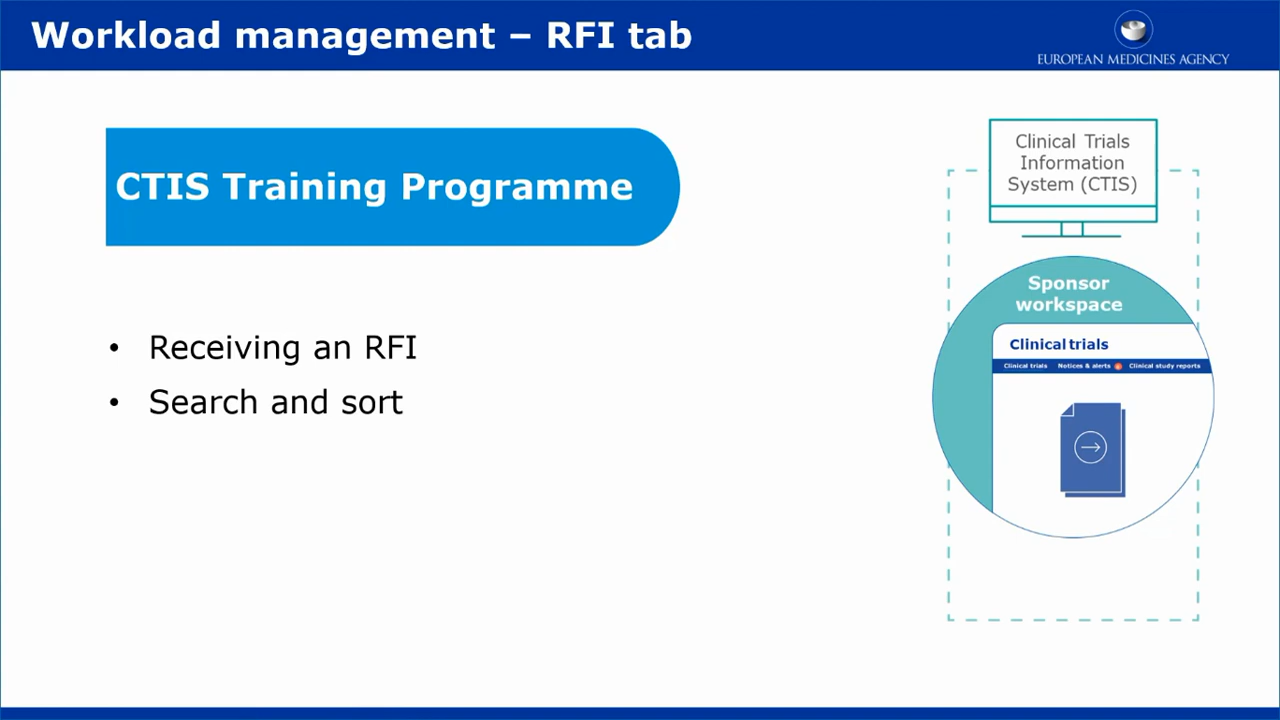 Workload management – RFI tab
EUROPEAN MEDICINES AGENCY
CTIS Training Programme
• Receiving an RFI
• Search and sort
Clinical Trials
Information
System (CTIS)
Sponsor
workspace
Clinical trials
Clinical trials Notices & alerts Clinical study reports